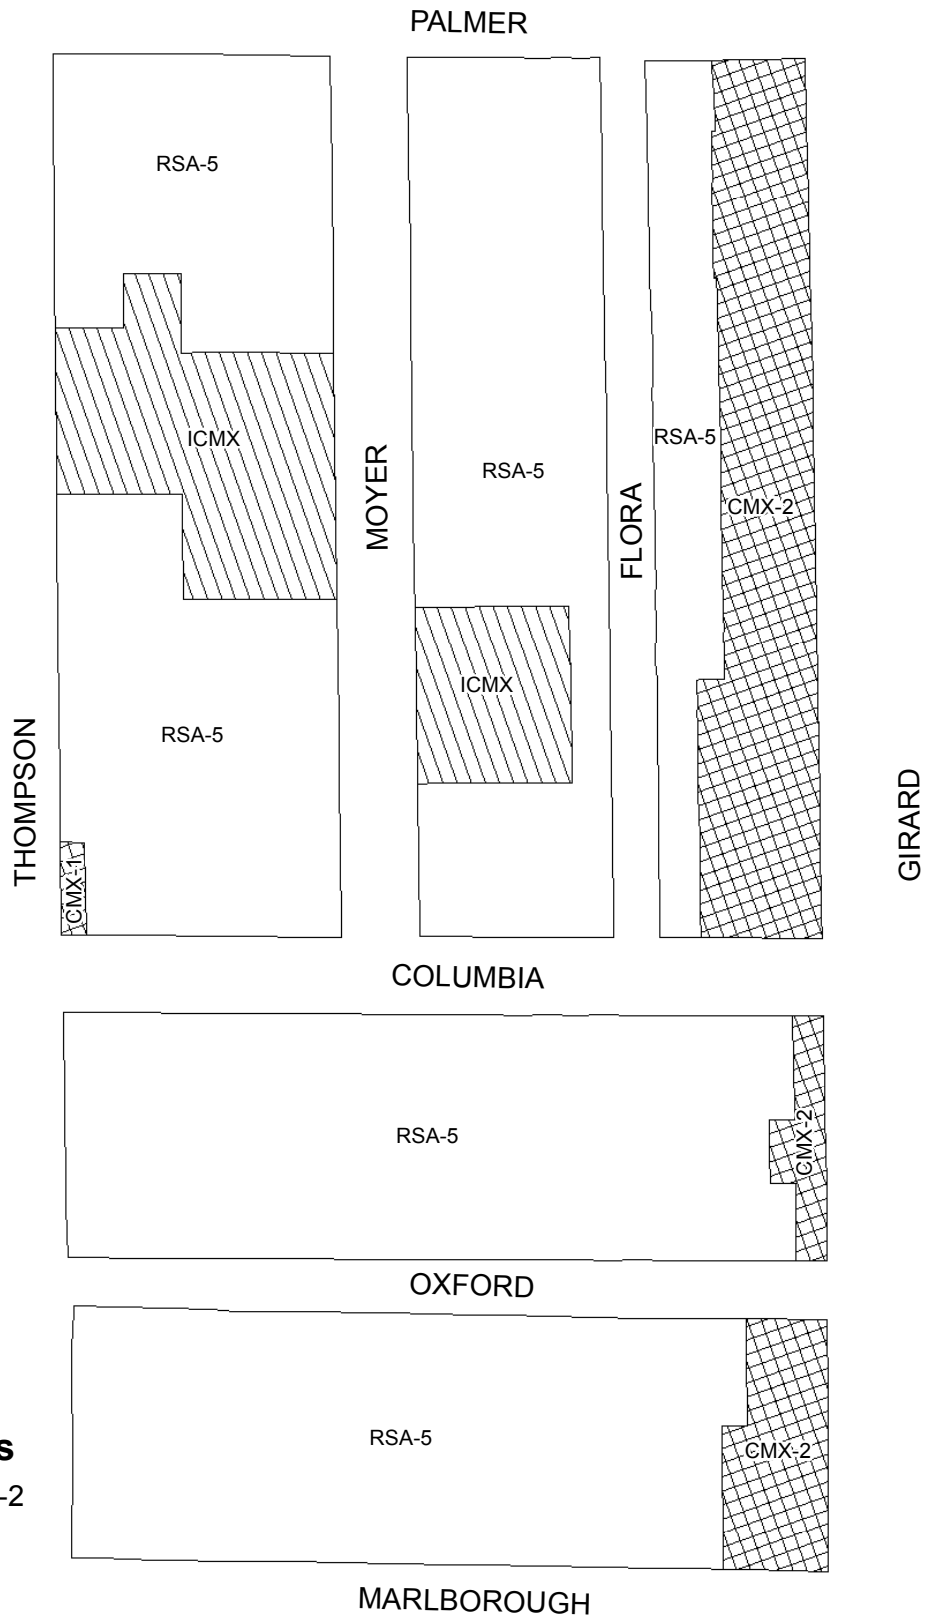 PALMER
RSA-5
ICMX
MOYER
RSA-5
FLORA
RSA-5
CMX-2
ICMX
RSA-5
THOMPSON
CMX-1
GIRARD
COLUMBIA
RSA-5
CMX-2
OXFORD
RSA-5
CMX-2
s
-2
MARLBOROUGH